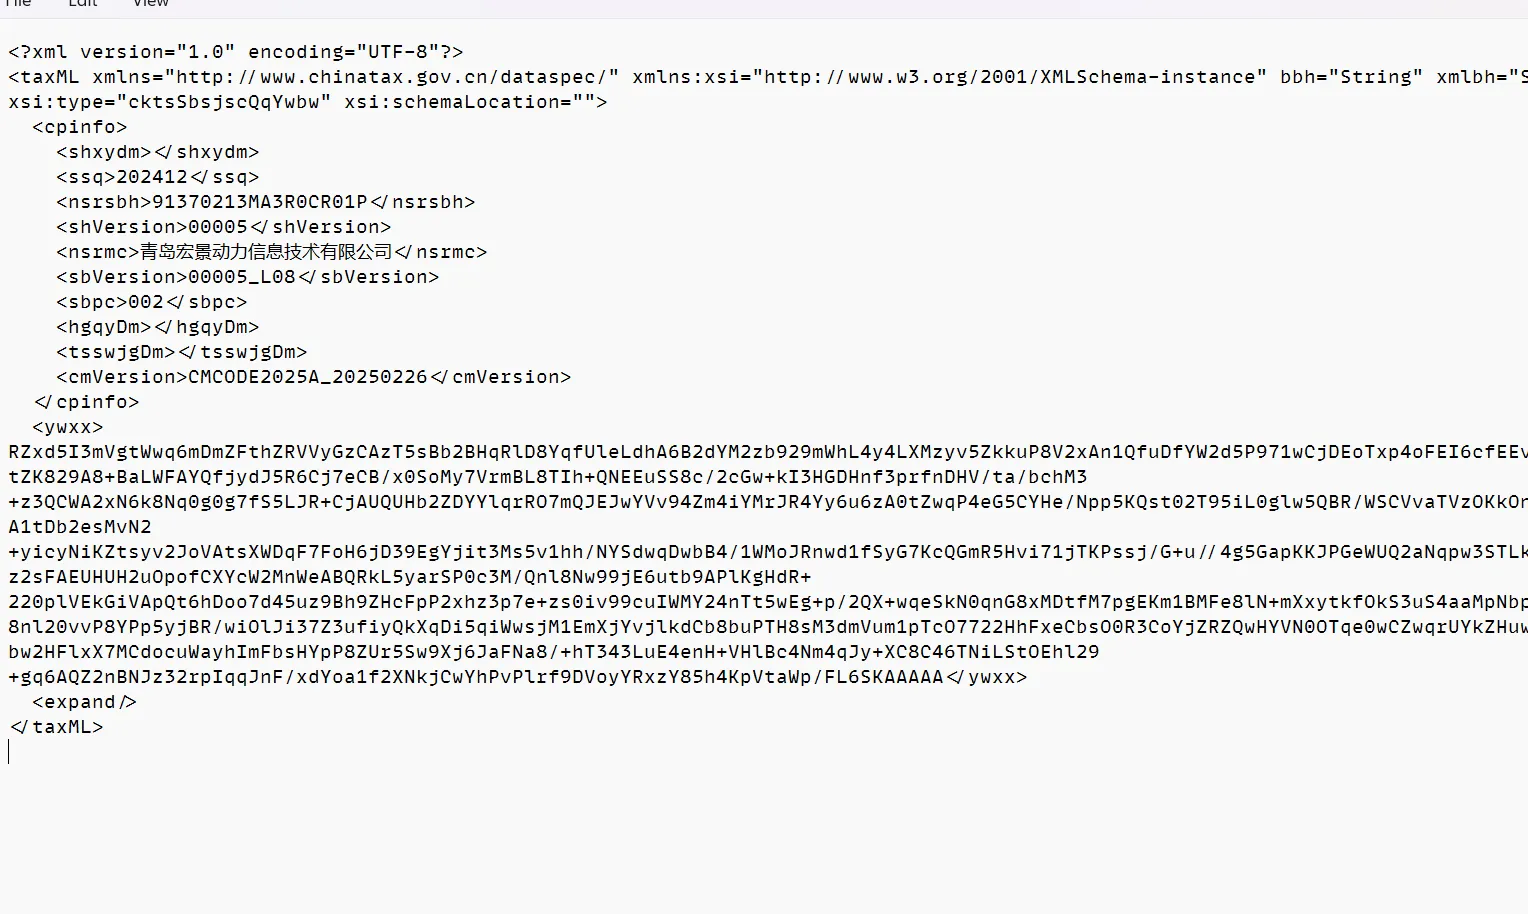 File Edit View
<?xml version="1.0" encoding="UTF-8"?>
<taxML xmlns="http://www.chinatax.gov.cn/dataspec/" xmlns:xsi="http://www.w3.org/2001/XMLSchema-instance" bbh="String" xmlbh="S
xsi:type="cktsSbsjscQqYwbw" xsi:schemaLocation="">
<cpinfo>
<shxydm></shxydm>
<ssq>202412</ssq>
<nsrsbh>91370213MA3R0CR01P</nsrsbh>
<shVersion>00005</shVersion>
<nsrmc>青岛宏景动力信息技术有限公司</nsrmc>
<sbVersion>00005_L08</sbVersion>
<sbpc>002</sbpc>
<hgqyDm></hgqyDm>
<tsswjgDm></tsswjgDm>
<cmVersion>CMCODE2025A_20250226</cmVersion>
</cpinfo>
<ywxx>
RZxd5I3mVgtWwq6mDmZFthZRVVyGzCAzT5sBb2BHqRlD8YqfUleLdhA6B2dYM2zb929mWhL4y4LXMzyv5ZkkuP8V2xAn1QfuDfYW2d5P971wCjDEoTxp4oFEI6cfEEv
tZK829A8+BaLWFAYQfjydJ5R6Cj7eCB/x0SoMy7VrmBL8TIh+QNEEuSS8c/2cGw+kI3HGDHnf3prfnDHV/ta/bchM3
+z3QCWA2xN6k8Nq0g0g7fS5LJR+CjAUQUHb2ZDYYlqrRO7mQJEJwYVv94Zm4iYMrJR4Yy6u6zA0tZwqP4eG5CYHe/Npp5KQst02T95iL0glw5QBR/WSCVvaTVzOKkOn
A1tDb2esMvN2
+yicyNiKZtsyv2JoVAtsXWDqF7FoH6jD39EgYjit3Ms5v1hh/NYSdwqDwbB4/1WMoJRnwd1fSyG7KcQGmR5Hvi71jTKPssj/G+u//4g5GapKKJPGeWUQ2aNqpw3STLk
z2sFAEUHUH2uOpofCXYcW2MnWeABQRkL5yarSP0c3M/Qnl8Nw99jE6utb9APlKgHdR+
220plVEkGiVApQt6hDoo7d45uz9Bh9ZHcFpP2xhz3p7e+zs0iv99cuIWMY24nTt5wEg+p/2QX+wqeSkN0qnG8xMDtfM7pgEKm1BMFe8lN+mXxytkfOkS3uS4aaMpNbp
8nl20vvP8YPp5yjBR/wiOlJi37Z3ufiyQkXqDi5qiWwsjM1EmXjYvjlkdCb8buPTH8sM3dmVum1pTcO7722HhFxeCbsO0R3CoYjZRZQwHYVN0OTqe0wCZwqrUYkZHuw
bw2HFlxX7MCdocuWayhImFbsHYpP8ZUr5Sw9Xj6JaFNa8/+hT343LuE4enH+VHlBc4Nm4qJy+XC8C46TNiLStOEhl29
+gq6AQZ2nBNJz32rpIqqJnF/xdYoa1f2XNkjCwYhPvPlrf9DVoyYRxzY85h4KpVtaWp/FL6SKAAAAA</ywxx>
<expand/>
</taxML>